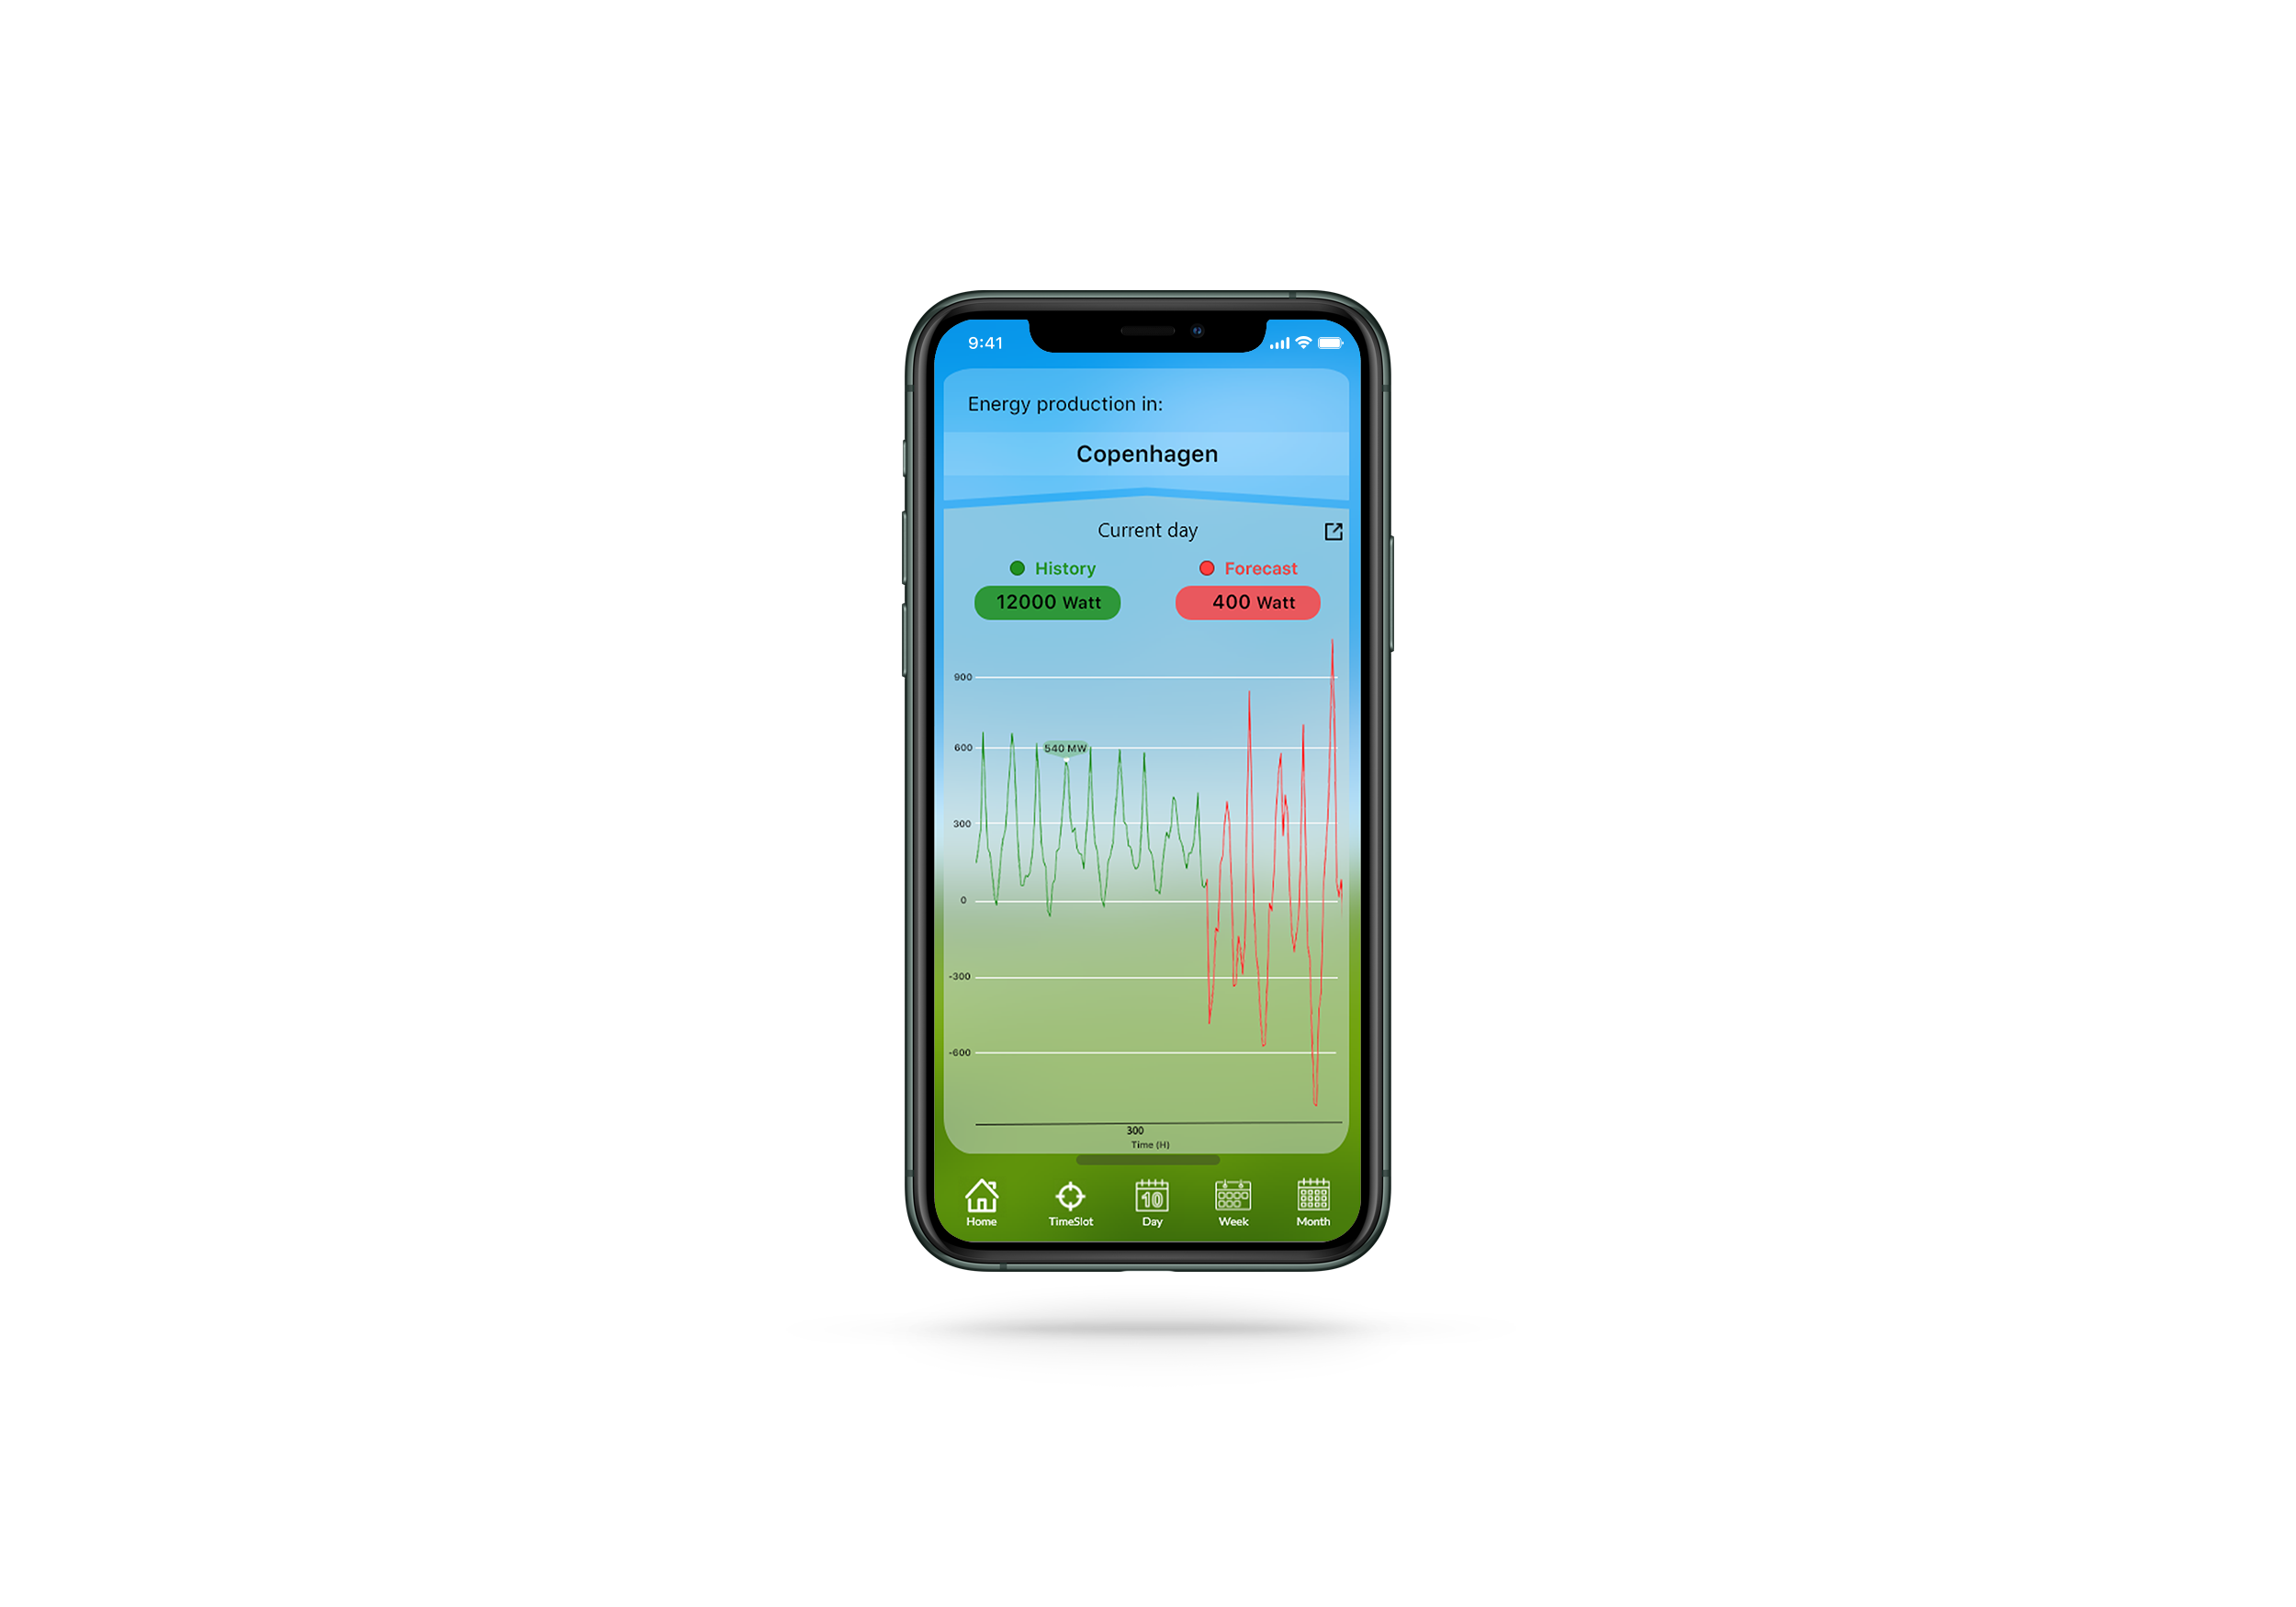 9:41
Energy production in:
Copenhagen
Current day
History
Forecast
12000 Watt
400 Watt
900
600
540 MW
300
0
-300
-600
300
Time (H)
10
Home
TimeSlot
Day
Week
Month